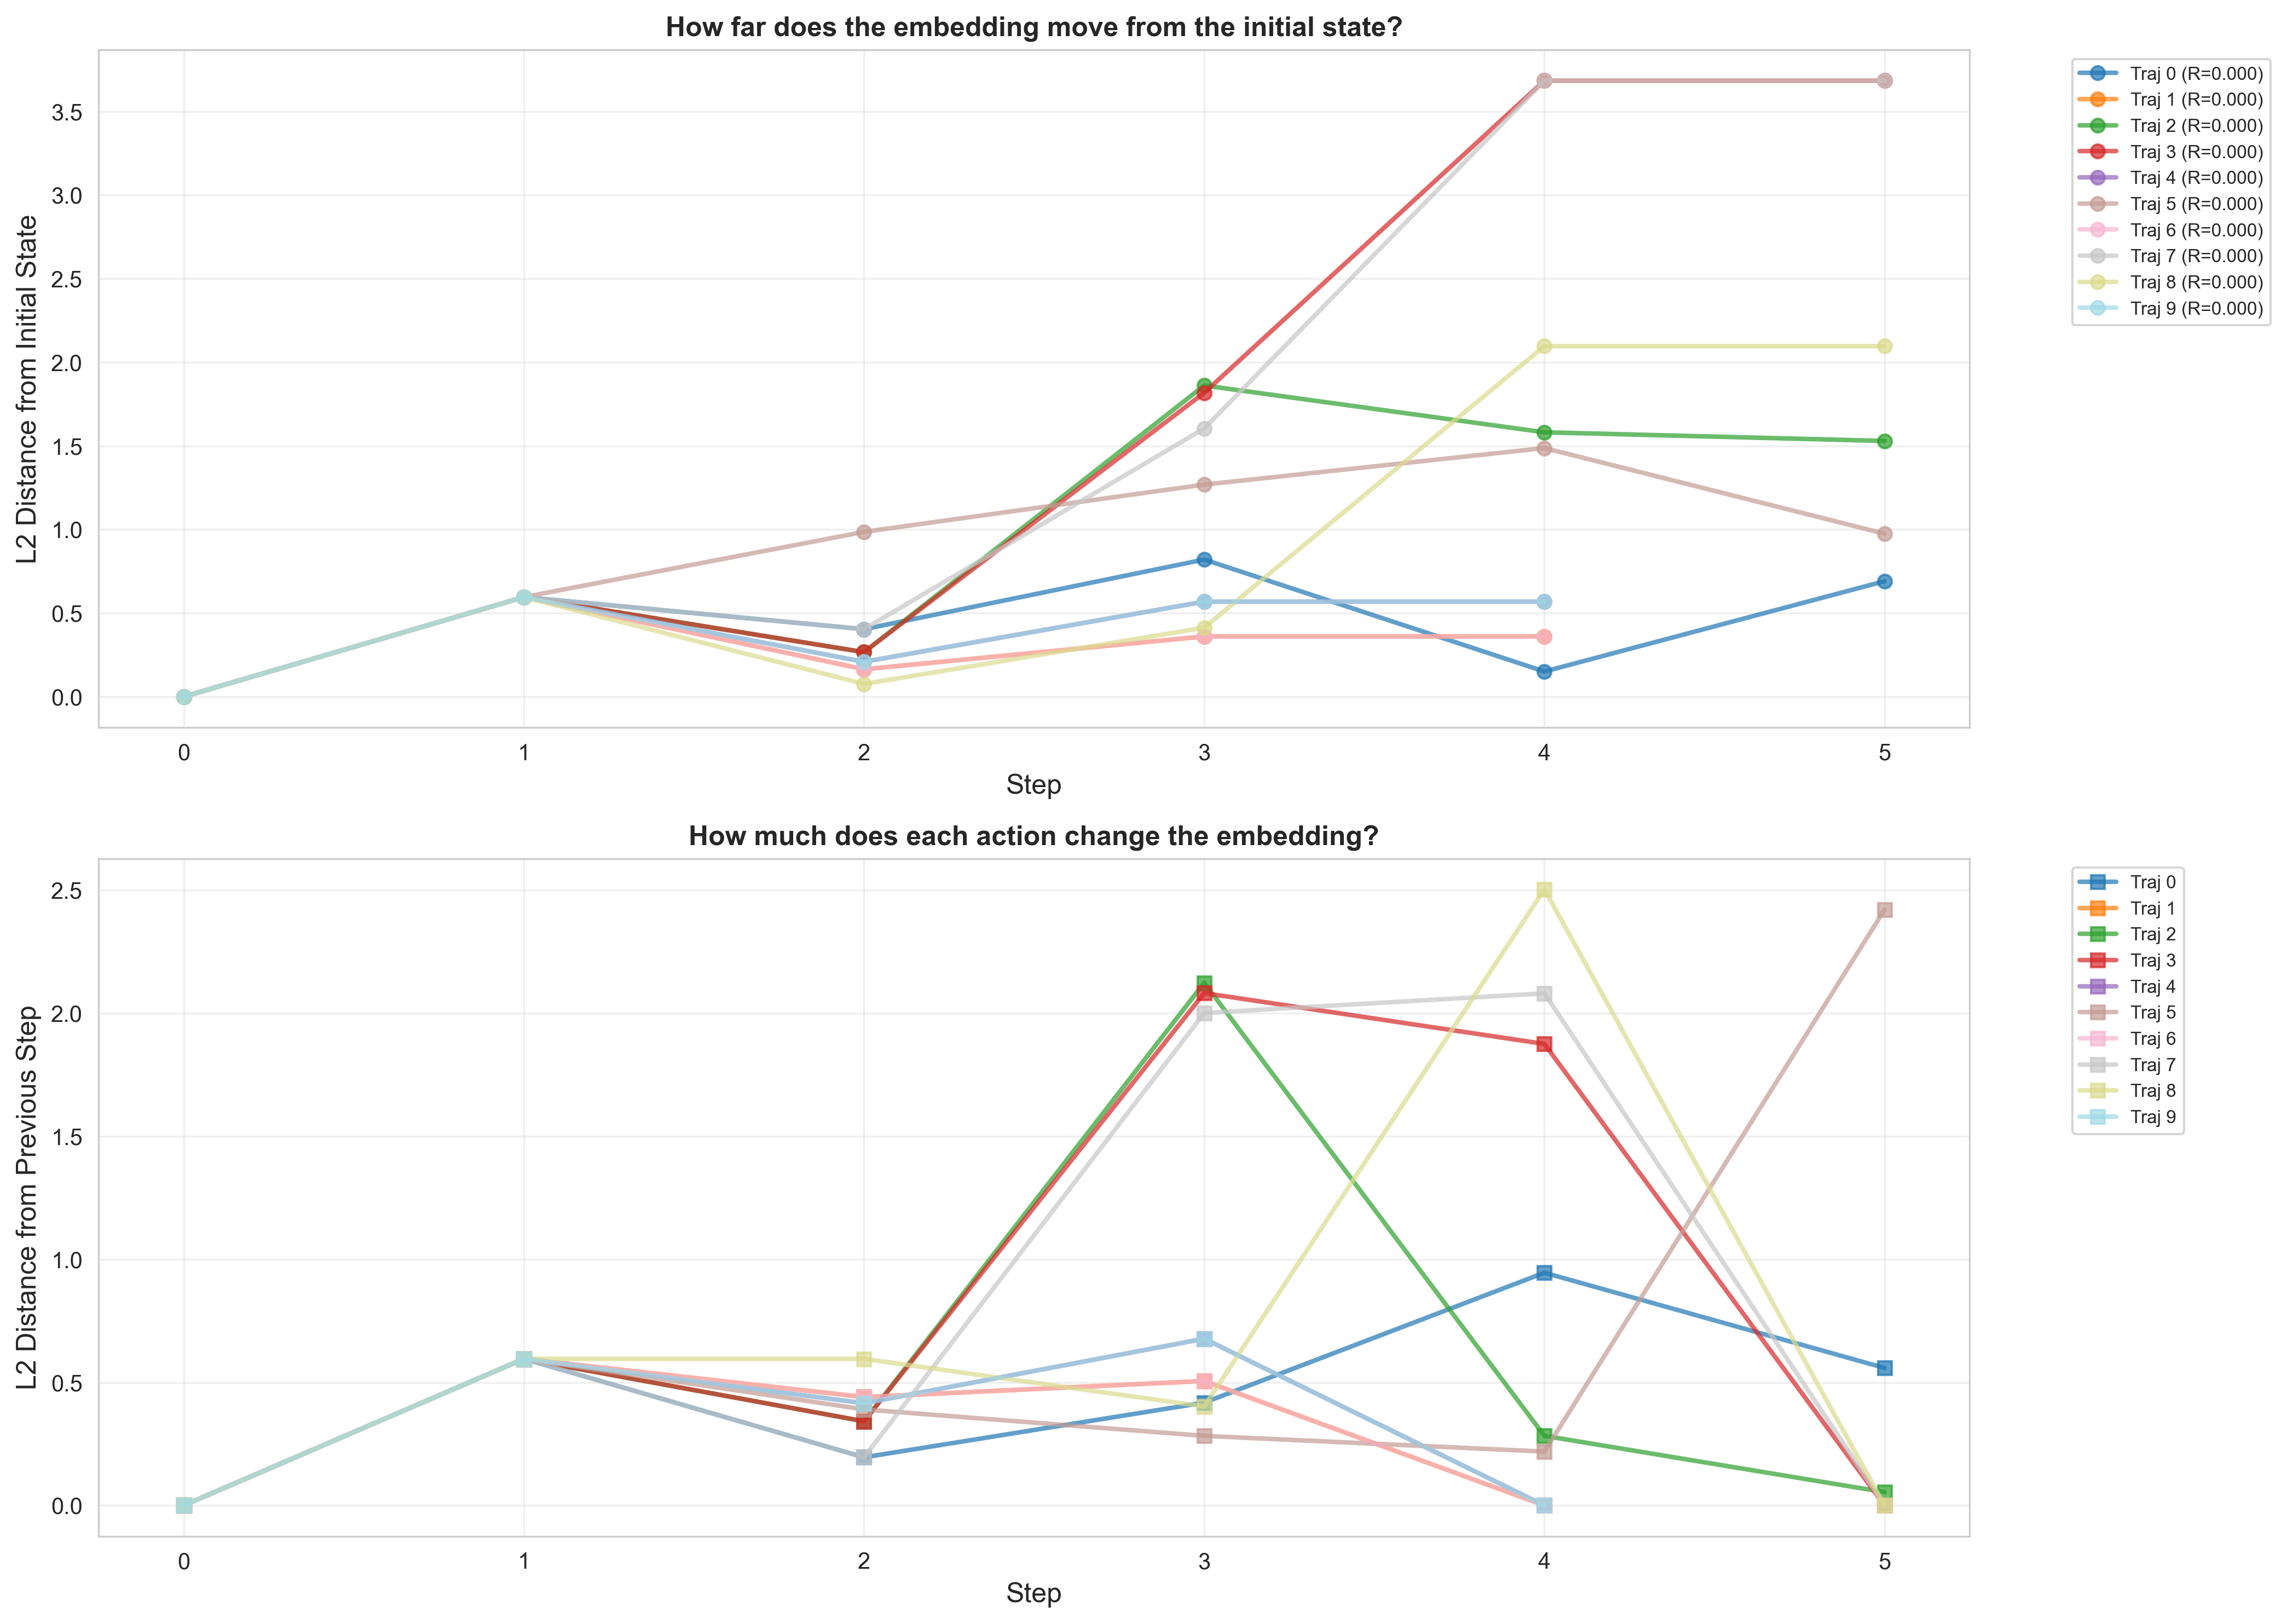 How far does the embedding move from the initial state?
L2 Distance from Initial State
3.5
3.0
2.5
2.0
1.5
1.0
0.5
0.0
0 1 2 3 4 5
Step
Traj 0 (R=0.000)
Traj 1 (R=0.000)
Traj 2 (R=0.000)
Traj 3 (R=0.000)
Traj 4 (R=0.000)
Traj 5 (R=0.000)
Traj 6 (R=0.000)
Traj 7 (R=0.000)
Traj 8 (R=0.000)
Traj 9 (R=0.000)
How much does each action change the embedding?
L2 Distance from Previous Step
2.5
2.0
1.5
1.0
0.5
0.0
0 1 2 3 4 5
Step
Traj 0
Traj 1
Traj 2
Traj 3
Traj 4
Traj 5
Traj 6
Traj 7
Traj 8
Traj 9